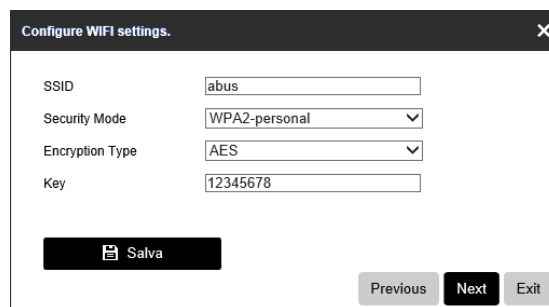 Configure WIFI settings.
SSID abus
Security Mode WPA2-personal
Encryption Type AES
Key 12345678
Salva
Previous Next Exit